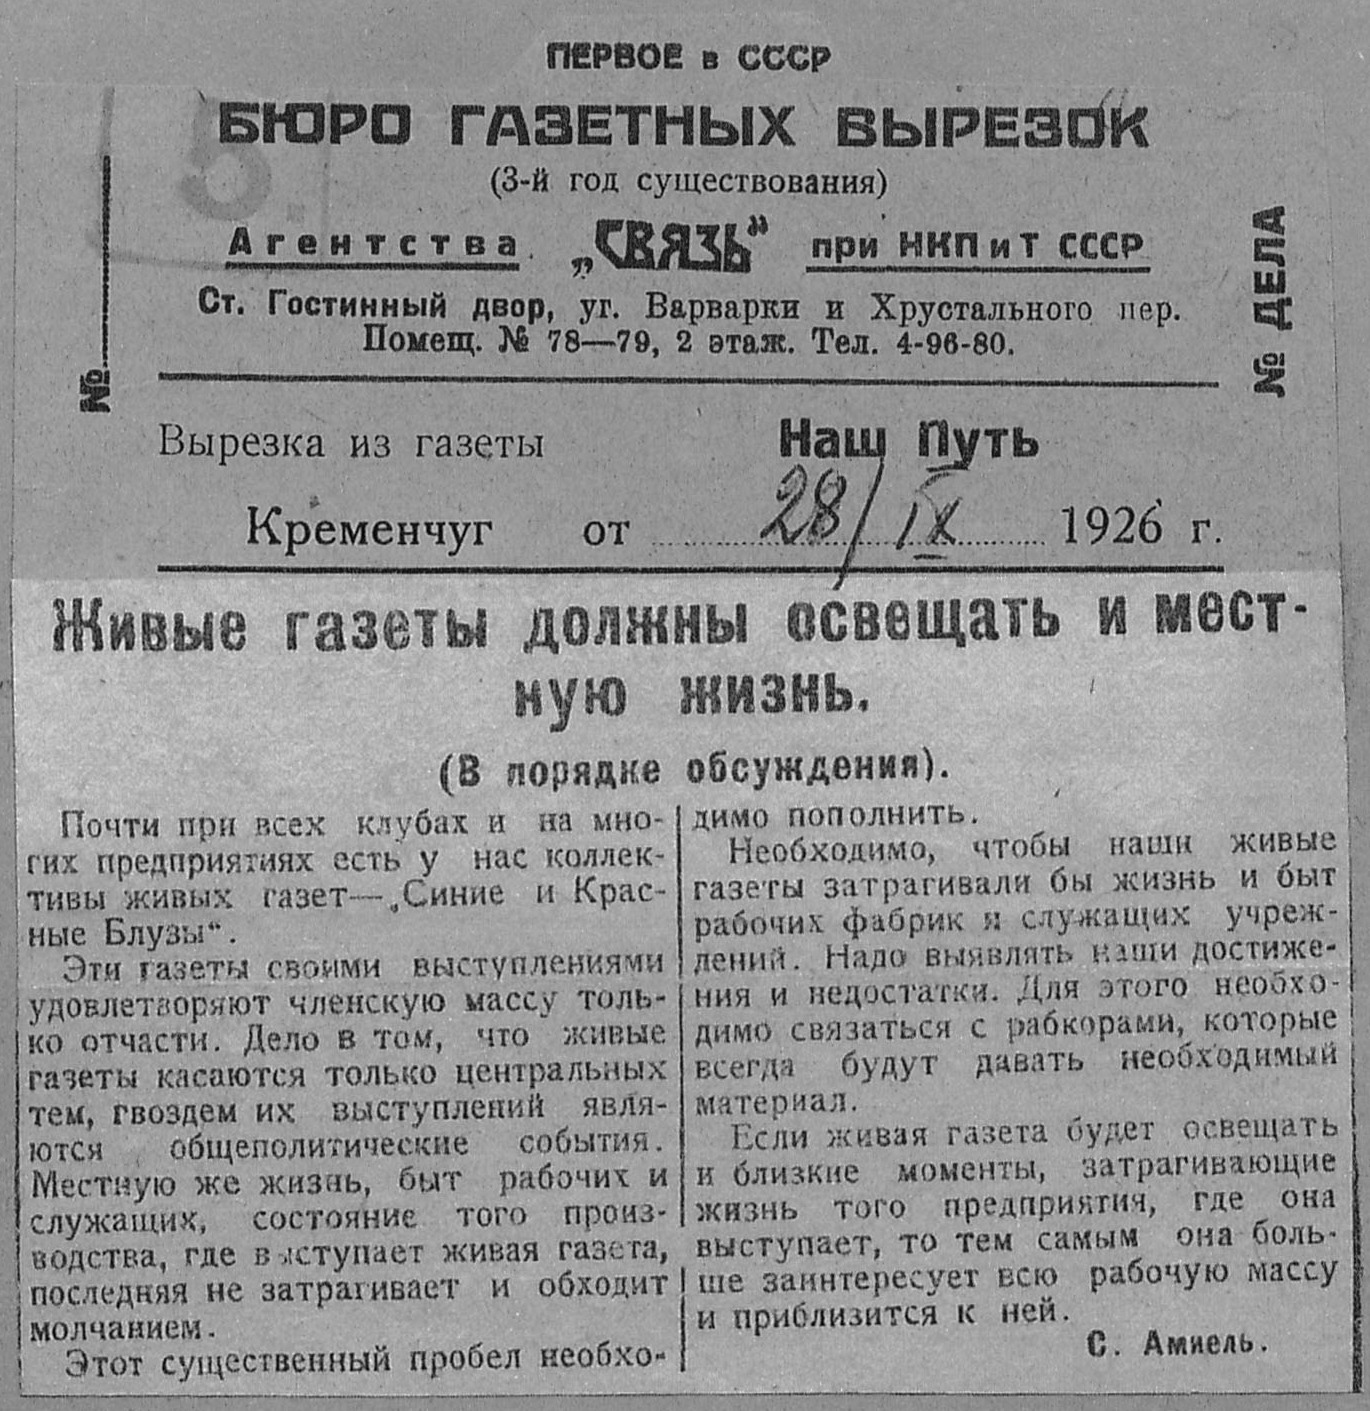 ПЕРВОЕ в СССР
БЮРО ГАЗЕТНЫХ ВЫРЕЗОК
(3-й год существования)
Агентства „СВЯЗЬ" при НКП и Т СССР
Ст. Гостинный двор, уг. Варварки и Хрустального пер.
Помещ. № 78—79, 2 этаж. Тел. 4-96-80.
№
№ ДЕЛА
Вырезка из газеты Наш Путь
Кременчуг от 28/IX 1926 г.
Живые газеты должны освещать и мест-
ную жизнь.
(В порядке обсуждения).
Почти при всех клубах и на мно-
гих предприятиях есть у нас коллек-
тивы живых газет—„Синие и Крас-
ные Блузы“.
Эти газеты своими выступлениями
удовлетворяют членскую массу толь-
ко отчасти. Дело в том, что живые
газеты касаются только центральных
тем, гвоздем их выступлений явля-
ются общеполитические события.
Местную же жизнь, быт рабочих и
служащих, состояние того произ-
водства, где выступает живая газета,
последняя не затрагивает и обходит
молчанием.
Этот существенный пробел необхо-
димо пополнить.
Необходимо, чтобы наши живые
газеты затрагивали бы жизнь и быт
рабочих фабрик и служащих учреж-
дений. Надо выявлять наши достиже-
ния и недостатки. Для этого необхо-
димо связаться с рабкорами, которые
всегда будут давать необходимый
материал.
Если живая газета будет освещать
и близкие моменты, затрагивающие
жизнь того предприятия, где она
выступает, то тем самым она боль-
ше заинтересует всю рабочую массу
и приблизится к ней.
С. Амиель.